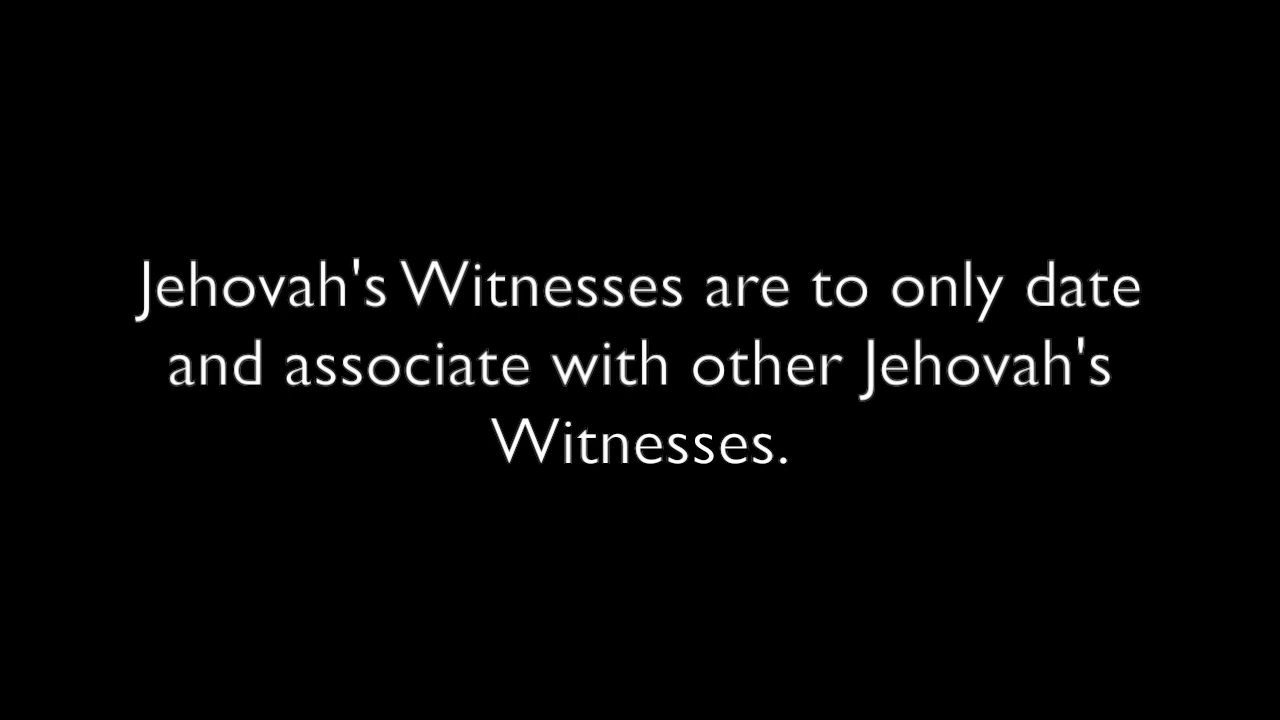 Jehovah's Witnesses are to only date
and associate with other Jehovah's
Witnesses.